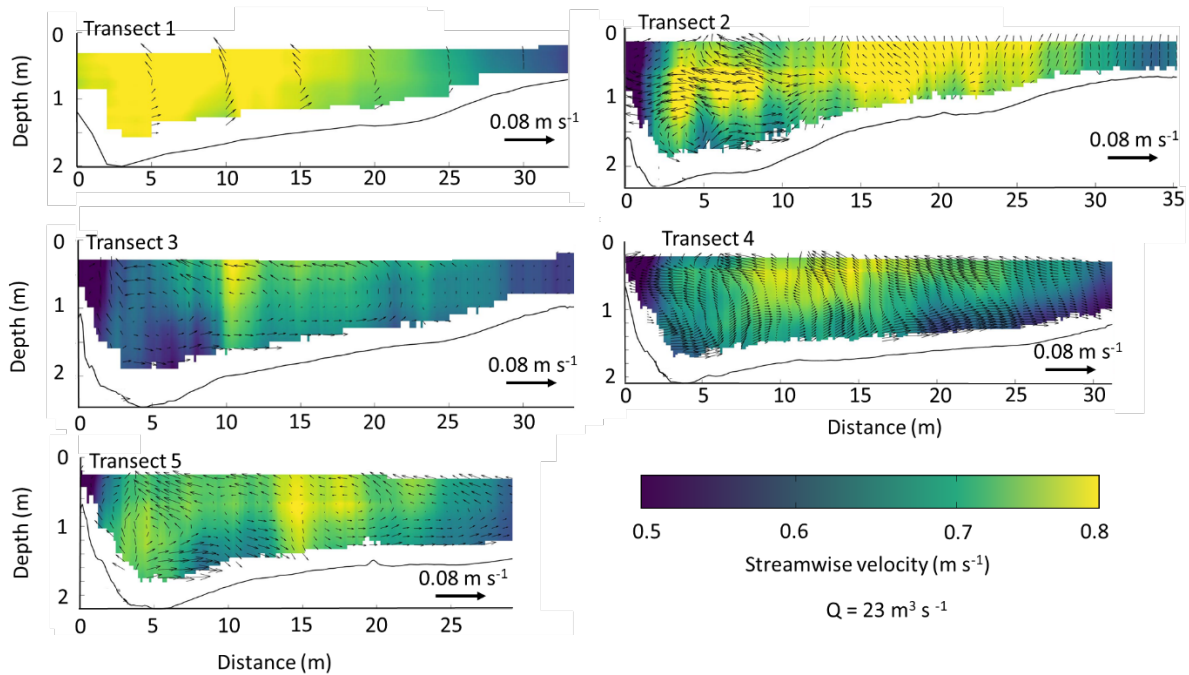 Transect 1
Depth (m)
0
1
2
0 5 10 15 20 25 30
0.08 m s-1
Transect 2
0
1
2
0 5 10 15 20 25 30 35
0.08 m s-1
Transect 3
Depth (m)
0
1
2
0 5 10 15 20 25 30
0.08 m s-1
Transect 4
0
1
2
0 5 10 15 20 25 30
0.08 m s-1
Distance (m)
Transect 5
Depth (m)
0
1
2
0 5 10 15 20 25
0.08 m s-1
Distance (m)
0.5 0.6 0.7 0.8
Streamwise velocity (m s-1)
Q = 23 m3 s -1